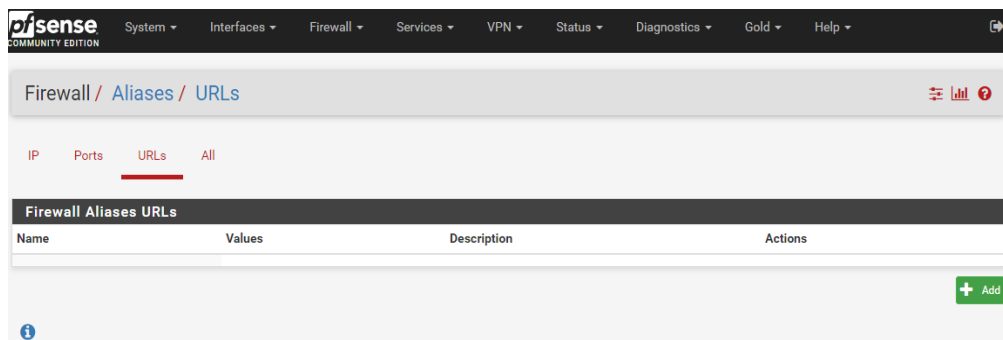 pfsense System Interfaces Firewall Services VPN Status Diagnostics Gold Help
COMMUNITY EDITION
Firewall / Aliases / URLs
IP Ports URLs All
Firewall Aliases URLs
Name Values Description Actions
+ Add